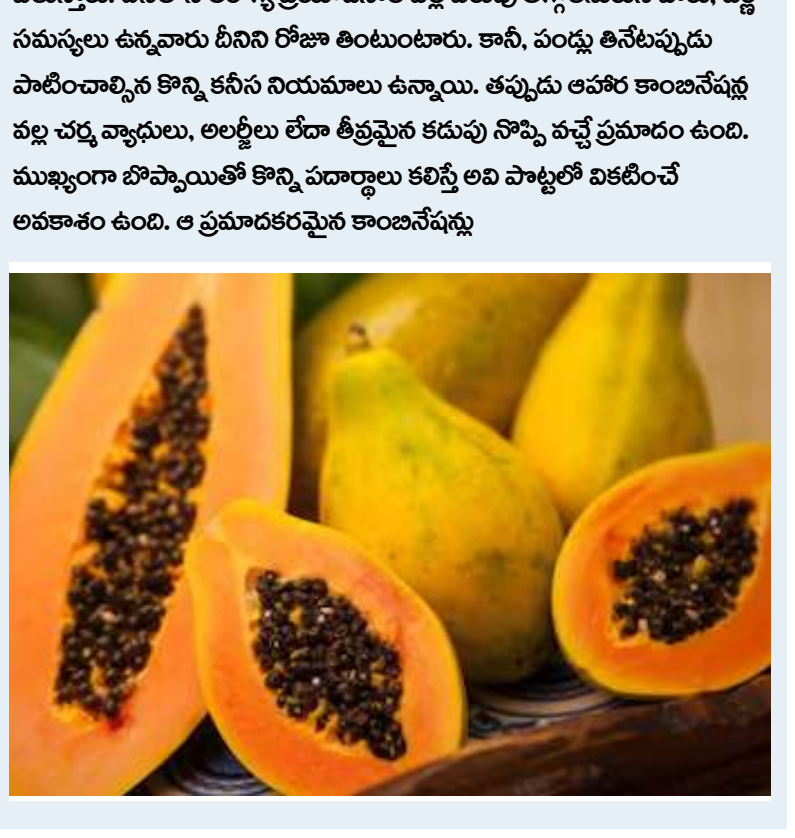 సమస్యలు ఉన్నవారు దీనిని రోజూ తింటుంటారు. కానీ, పండ్లు తినేటప్పుడు
పాటించాల్సిన కొన్ని కనీస నియమాలు ఉన్నాయి. తప్పుడు ఆహార కాంబినేషన్ల
వల్ల చర్మ వ్యాధులు, అలర్జీలు లేదా తీవ్రమైన కడుపు నొప్పి వచ్చే ప్రమాదం ఉంది.
ముఖ్యంగా బొప్పాయితో కొన్ని పదార్థాలు కలిస్తే అవి పొట్టలో వికటించే
అవకాశం ఉంది. ఆ ప్రమాదకరమైన కాంబినేషన్లు